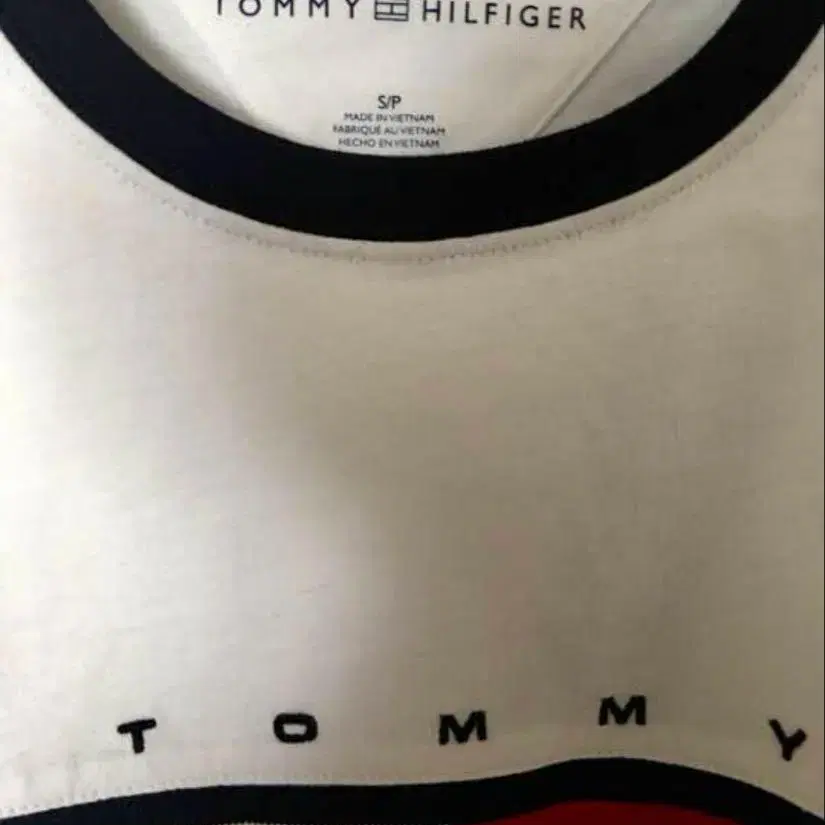 TOMMY HILFIGER
S/P
MADE IN VIETNAM
FABRIQUÉ AU VIETNAM
HECHO EN VIETNAM
TOMMY